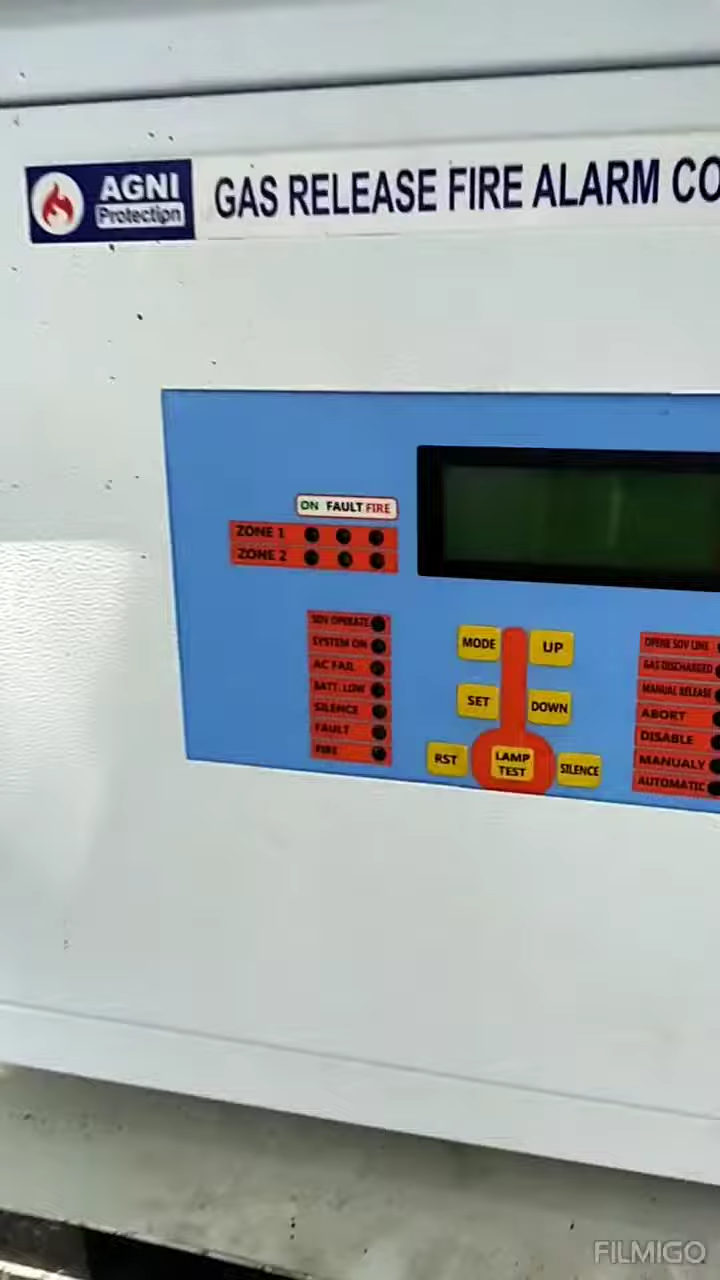 AGNI
Protection
GAS RELEASE FIRE ALARM CO
ON FAULT FIRE
ZONE 1
ZONE 2
SOV OPERATE
SYSTEM ON
AC FAIL
BATT. LOW
SILENCE
FAULT
FIRE
MODE
UP
SET
DOWN
RST
LAMP
TEST
SILENCE
OPENE SOV LINE
GAS DISCHARGED
MANUAL RELEASE
ABORT
DISABLE
MANUALY
AUTOMATIC
FILMIGO